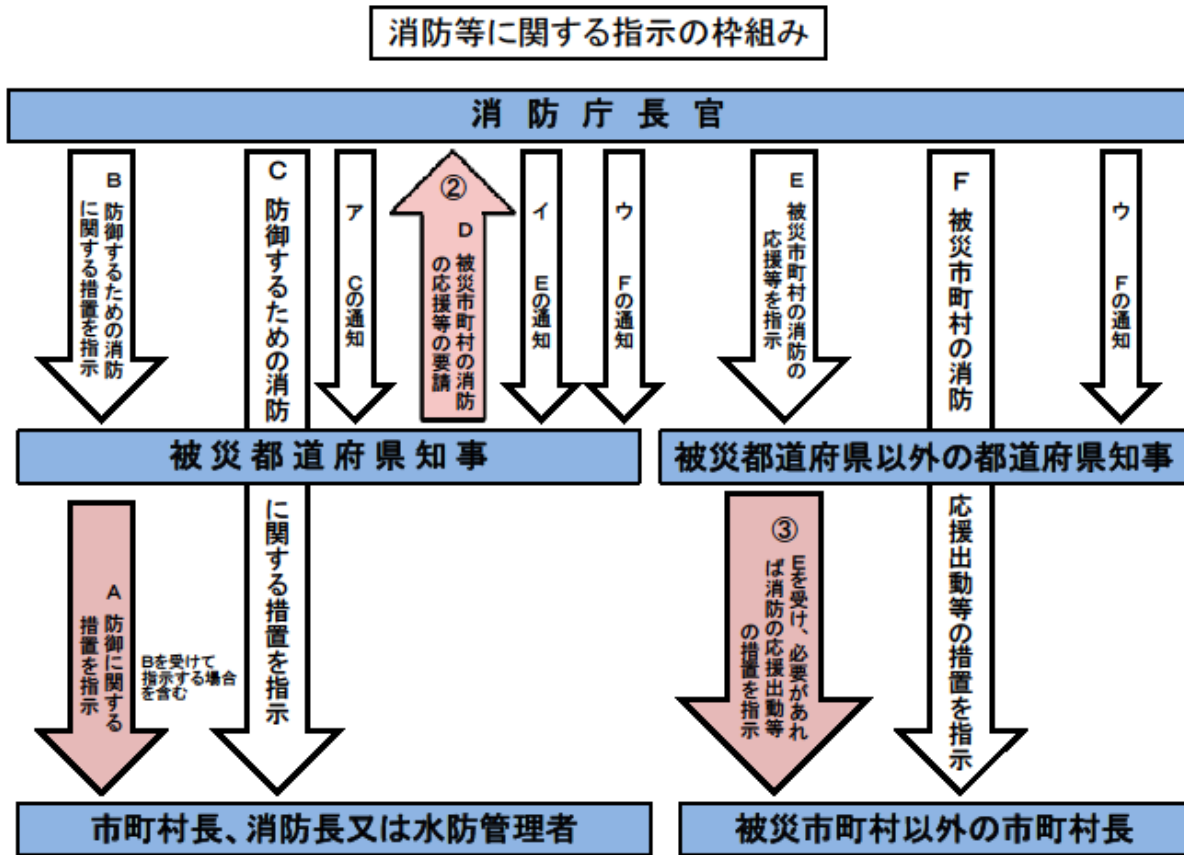 消防等に関する指示の枠組み
消防庁長官
B 防御するための消防
に関する措置を指示
C 防御するための消防
に関する措置を指示
ア Cの通知
②
D 被災市町村の消防
の応援等の要請
イ Eの通知
ウ Fの通知
E 被災市町村の消防の
応援等を指示
F 被災市町村の消防
応援出動等の措置を指示
ウ Fの通知
被災都道府県知事
被災都道府県以外の都道府県知事
A 防御に関する
措置を指示
Bを受けて
指示する場合
を含む
③
Eを受け、必要があれ
ば消防の応援出動等
の措置を指示
市町村長、消防長又は水防管理者
被災市町村以外の市町村長